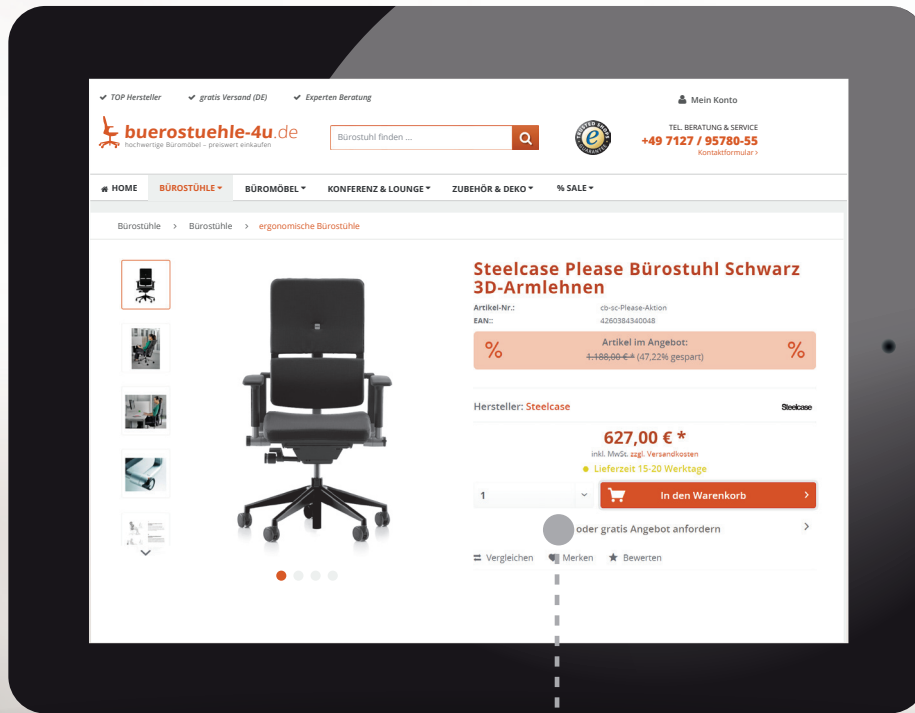 TOP Hersteller
gratis Versand (DE)
Experten Beratung
Mein Konto
buerostuehle-4u.de
hochwertige Büromöbel – preiswert einkaufen
Bürostuhl finden ...
TRUSTED SHOPS
GUARANTEE
TEL. BERATUNG & SERVICE
+49 7127 / 95780-55
Kontaktformular
HOME
BÜROSTÜHLE
BÜROMÖBEL
KONFERENZ & LOUNGE
ZUBEHÖR & DEKO
% SALE
Bürostühle > Bürostühle > ergonomische Bürostühle
Steelcase Please Bürostuhl Schwarz
3D-Armlehnen
Artikel-Nr.: cb-sc-Please-Aktion
EAN:: 4260384340048
% Artikel im Angebot: %
1.188,00 € * (47,22% gespart)
Hersteller: Steelcase
Steelcase
627,00 € *
inkl. MwSt. zzgl. Versandkosten
Lieferzeit 15-20 Werktage
1
In den Warenkorb
oder gratis Angebot anfordern
Vergleichen
Merken
Bewerten